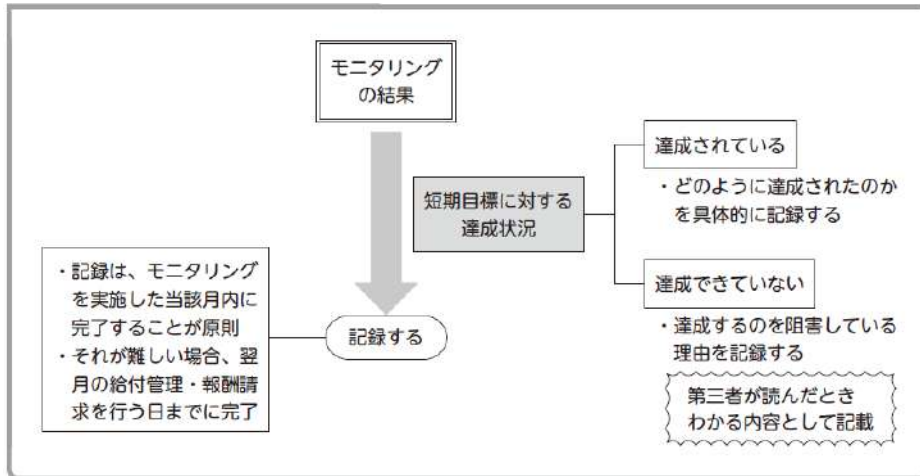 モニタリング
の結果
短期目標に対する
達成状況
達成されている
・どのように達成されたのか
を具体的に記録する
達成できていない
・達成するのを阻害している
理由を記録する
第三者が読んだとき
わかる内容として記載
・記録は、モニタリング
を実施した当該月内に
完了することが原則
・それが難しい場合、翌
月の給付管理・報酬請
求を行う日までに完了
記録する